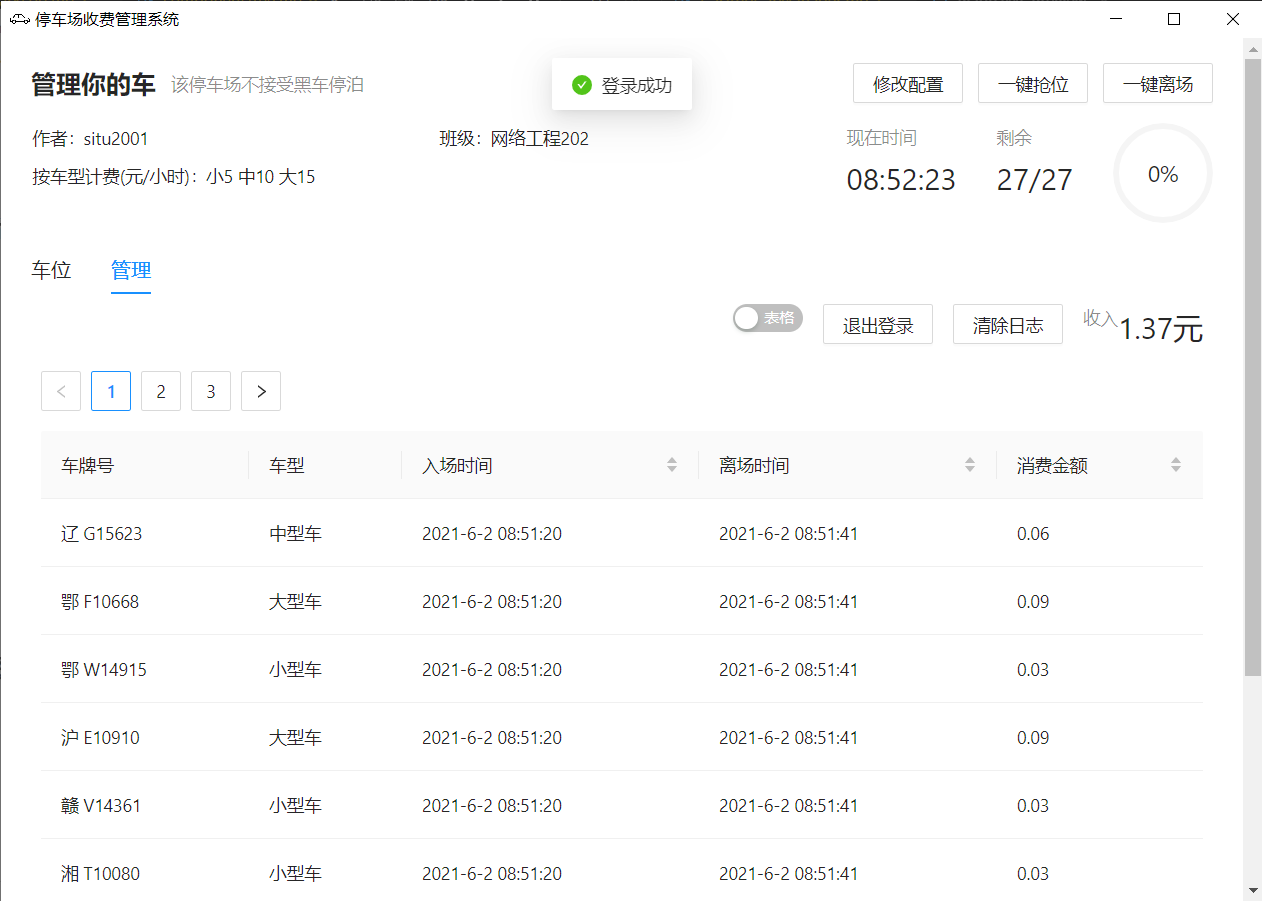 停车场收费管理系统
管理你的车 该停车场不接受黑车停泊
登录成功
修改配置 一键抢位 一键离场
作者：situ2001 班级：网络工程202
现在时间 剩余
按车型计费(元/小时)：小5 中10 大15
08:52:23 27/27 0%
车位 管理
表格 退出登录 清除日志 收入 1.37元
< 1 2 3 >
车牌号 车型 入场时间 离场时间 消费金额
辽 G15623 中型车 2021-6-2 08:51:20 2021-6-2 08:51:41 0.06
鄂 F10668 大型车 2021-6-2 08:51:20 2021-6-2 08:51:41 0.09
鄂 W14915 小型车 2021-6-2 08:51:20 2021-6-2 08:51:41 0.03
沪 E10910 大型车 2021-6-2 08:51:20 2021-6-2 08:51:41 0.09
赣 V14361 小型车 2021-6-2 08:51:20 2021-6-2 08:51:41 0.03
湘 T10080 小型车 2021-6-2 08:51:20 2021-6-2 08:51:41 0.03